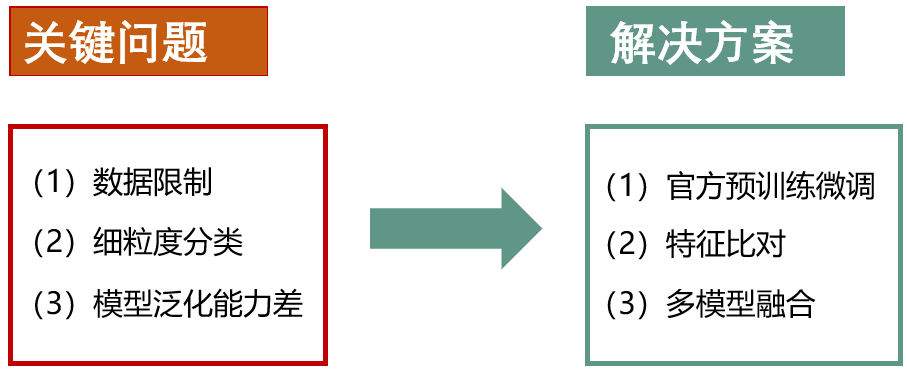 关键问题
解决方案
（1）数据限制
（2）细粒度分类
（3）模型泛化能力差
（1）官方预训练微调
（2）特征比对
（3）多模型融合